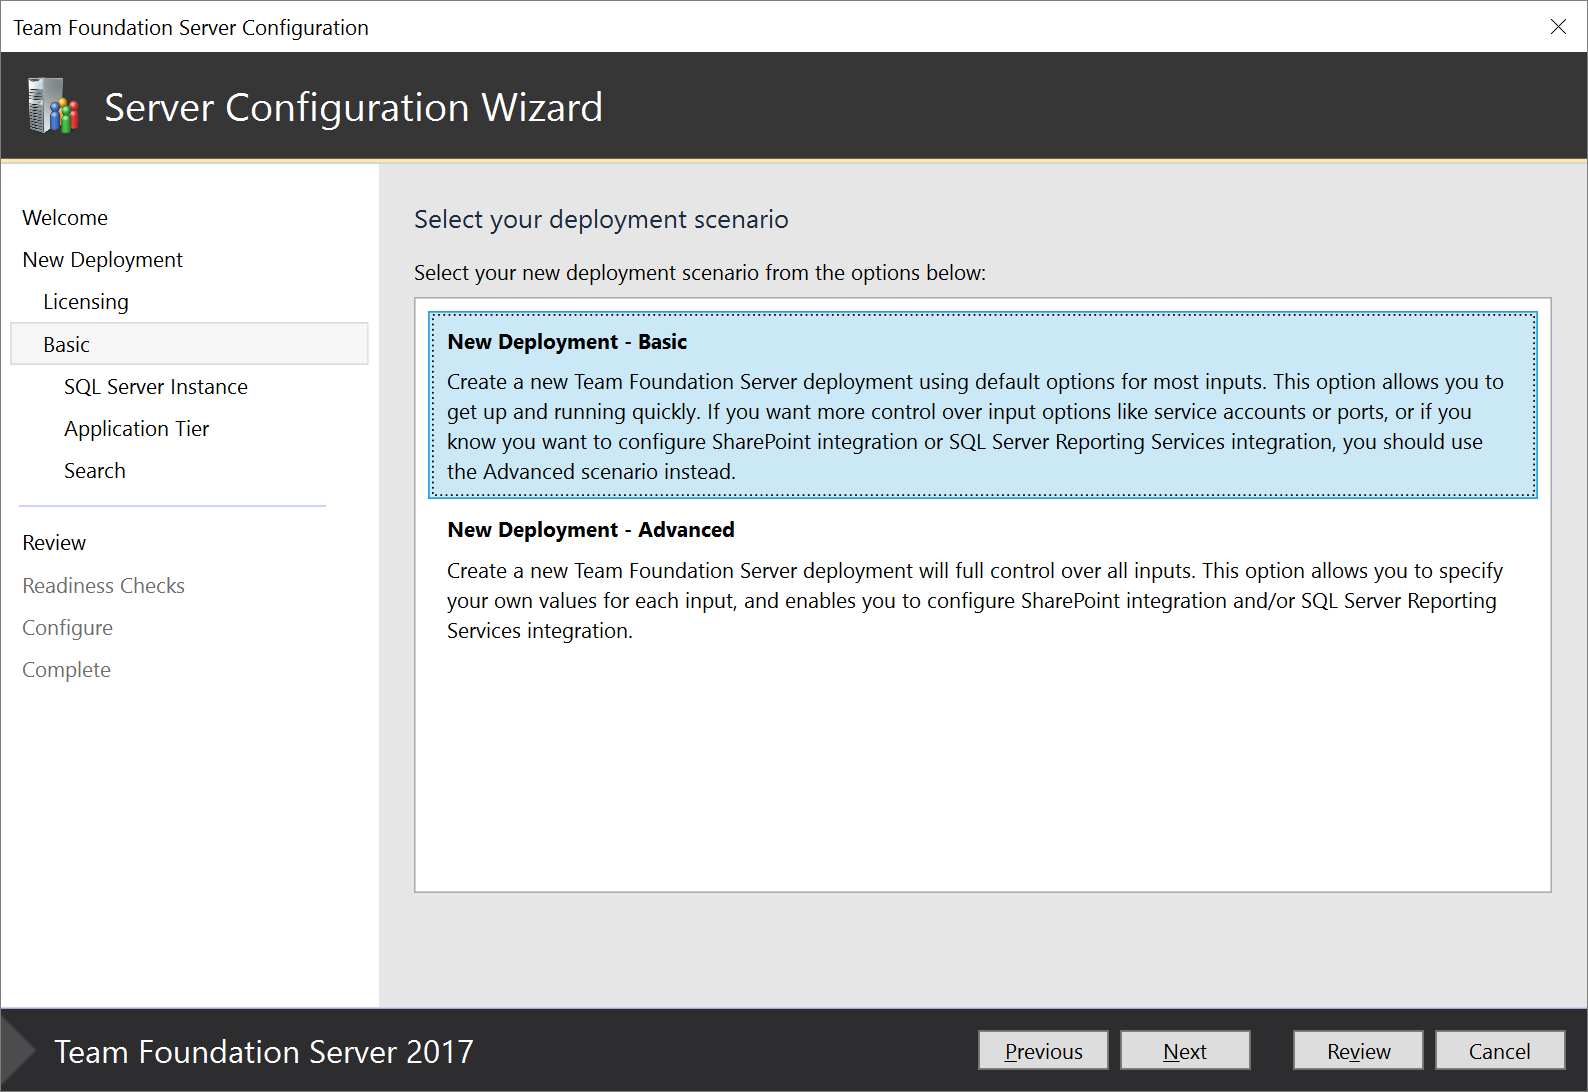 Team Foundation Server Configuration
Server Configuration Wizard
Welcome
New Deployment
Licensing
Basic
SQL Server Instance
Application Tier
Search
Review
Readiness Checks
Configure
Complete
Select your deployment scenario
Select your new deployment scenario from the options below:
New Deployment - Basic
Create a new Team Foundation Server deployment using default options for most inputs. This option allows you to
get up and running quickly. If you want more control over input options like service accounts or ports, or if you
know you want to configure SharePoint integration or SQL Server Reporting Services integration, you should use
the Advanced scenario instead.
New Deployment - Advanced
Create a new Team Foundation Server deployment will full control over all inputs. This option allows you to specify
your own values for each input, and enables you to configure SharePoint integration and/or SQL Server Reporting
Services integration.
Team Foundation Server 2017
Previous
Next
Review
Cancel